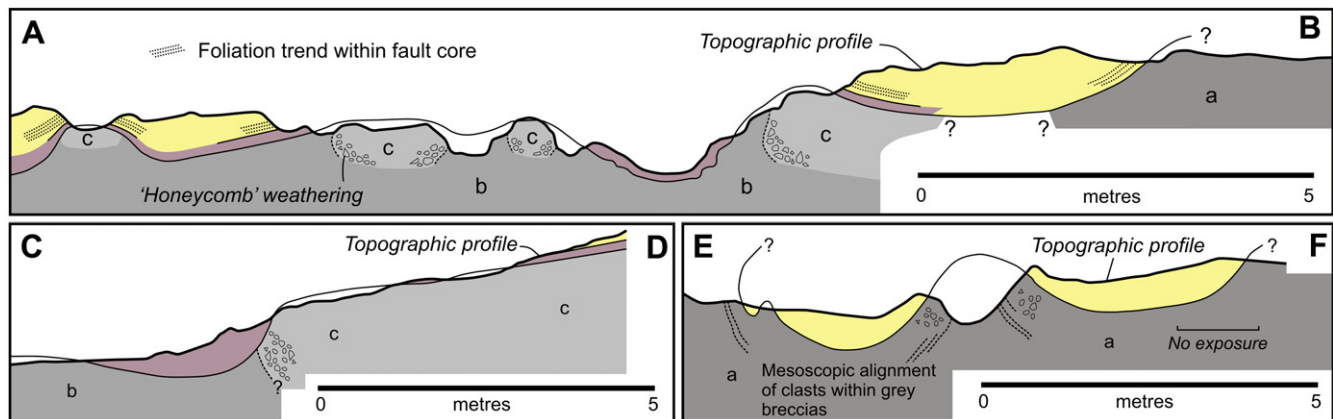 A
B
Foliation trend within fault core
Topographic profile
?
a
c
c
c
c
? ?
'Honeycomb' weathering
b
b
0 metres 5
C
D
Topographic profile
c
c
b
?
0 metres 5
E
F
?
Topographic profile
?
a
a
No exposure
Mesoscopic alignment
of clasts within grey
breccias
0 metres 5